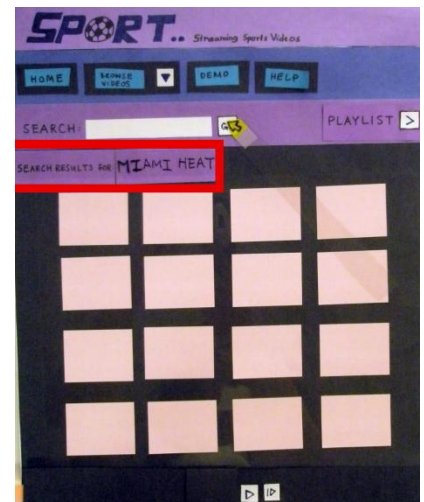 SPORT.. Streaming Sports Videos
HOME BROWSE VIDEOS DEMO HELP
SEARCH: GO PLAYLIST >
SEARCH RESULTS FOR MIAMI HEAT